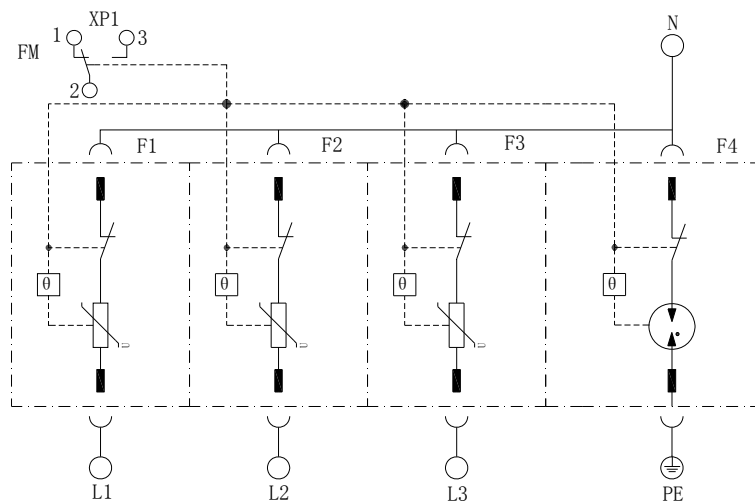 XP1
N
1 3
FM
2
F1 F2 F3 F4
θ θ θ θ
U U U
L1 L2 L3 PE